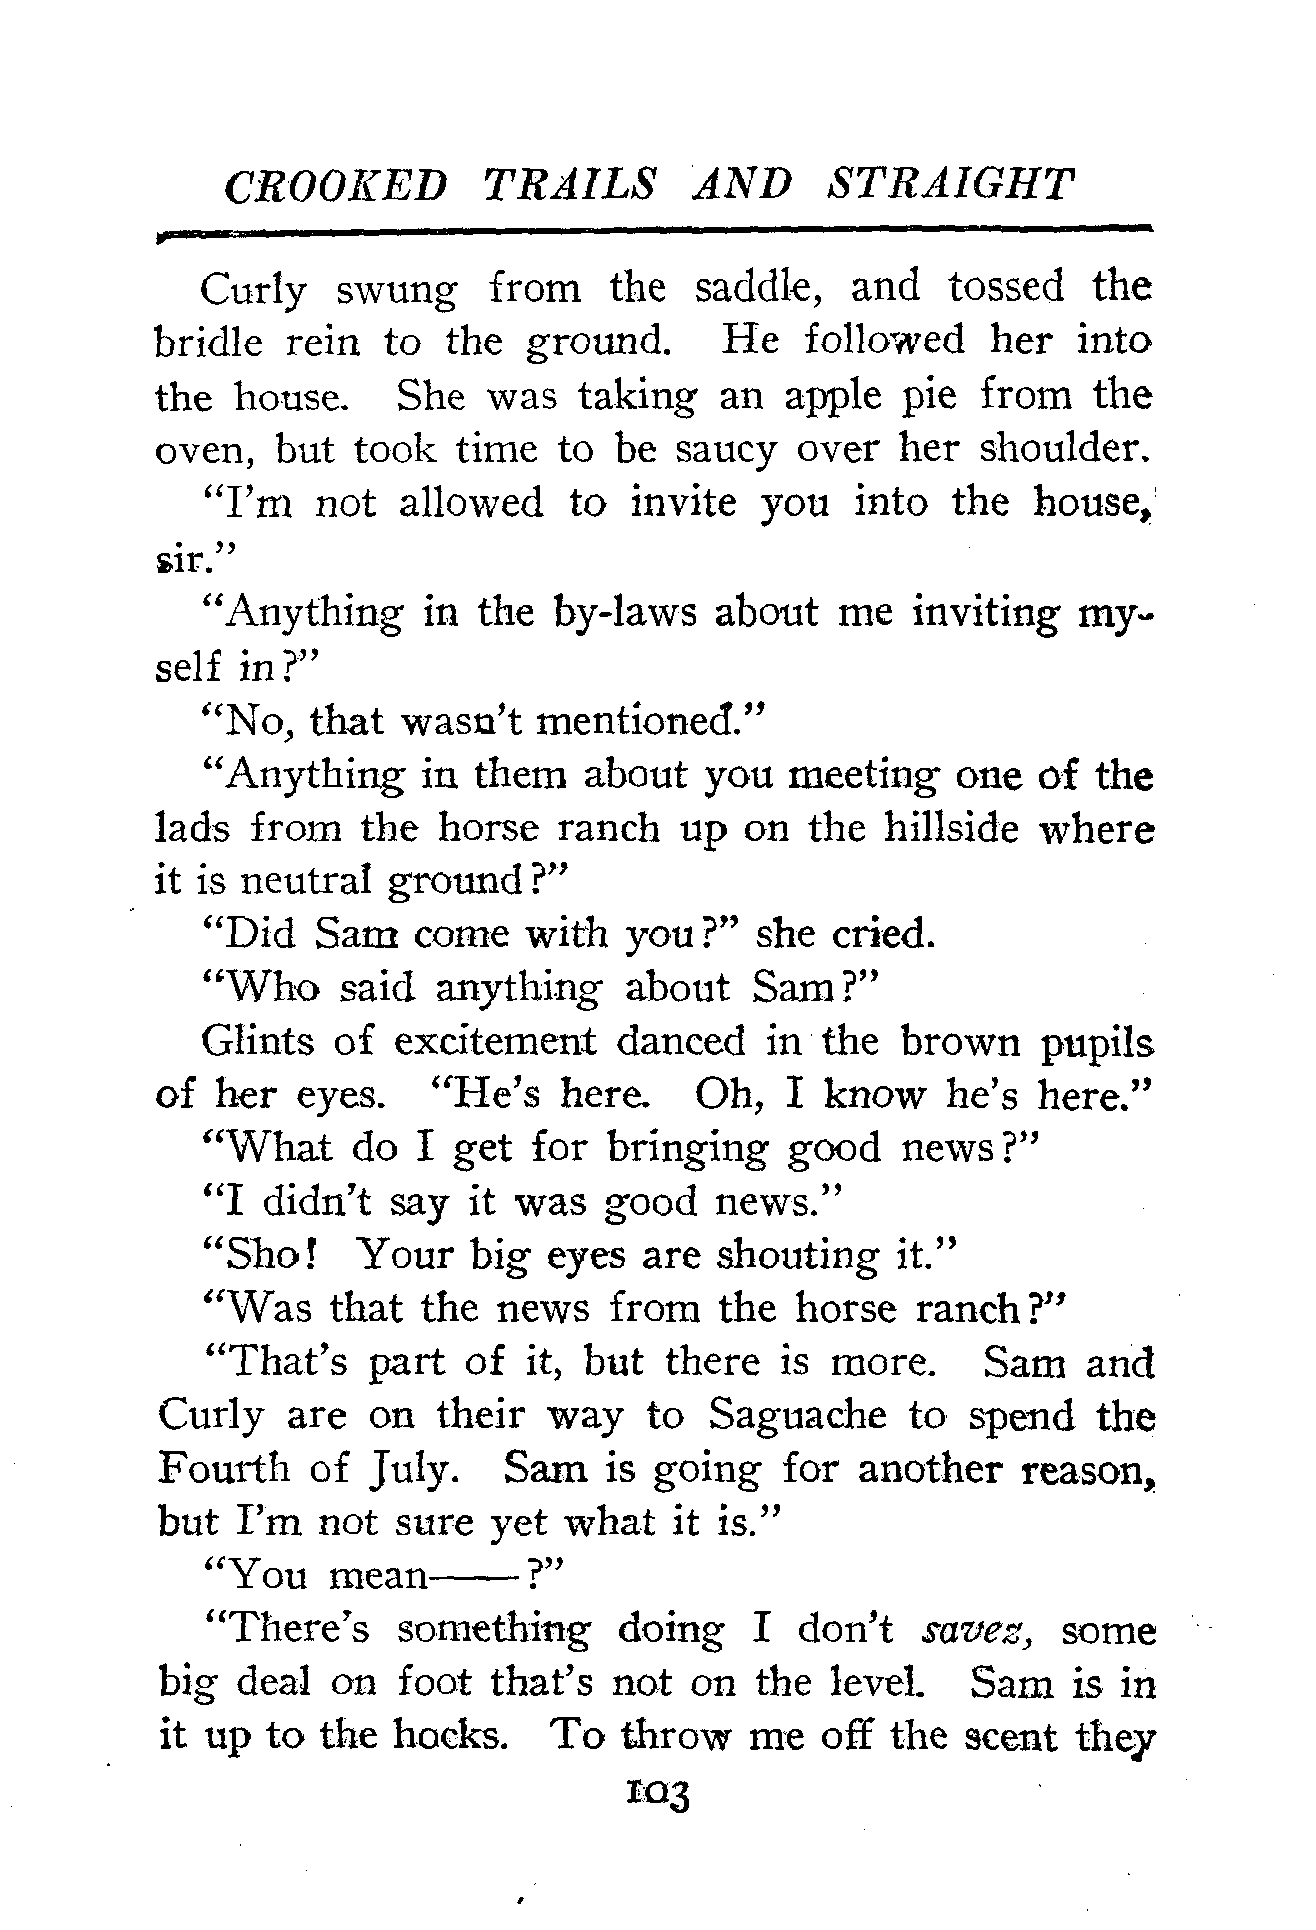 CROOKED TRAILS AND STRAIGHT
Curly swung from the saddle, and tossed the
bridle rein to the ground. He followed her into
the house. She was taking an apple pie from the
oven, but took time to be saucy over her shoulder.
“I’m not allowed to invite you into the house,
sir.”
“Anything in the by-laws about me inviting my-
self in?”
“No, that wasn’t mentioned.”
“Anything in them about you meeting one of the
lads from the horse ranch up on the hillside where
it is neutral ground?”
“Did Sam come with you?” she cried.
“Who said anything about Sam?”
Glints of excitement danced in the brown pupils
of her eyes. “He’s here. Oh, I know he’s here.”
“What do I get for bringing good news?”
“I didn’t say it was good news.”
“Sho! Your big eyes are shouting it.”
“Was that the news from the horse ranch?”
“That’s part of it, but there is more. Sam and
Curly are on their way to Saguache to spend the
Fourth of July. Sam is going for another reason,
but I’m not sure yet what it is.”
“You mean——?”
“There’s something doing I don’t savez, some
big deal on foot that’s not on the level. Sam is in
it up to the hocks. To throw me off the scent they
103